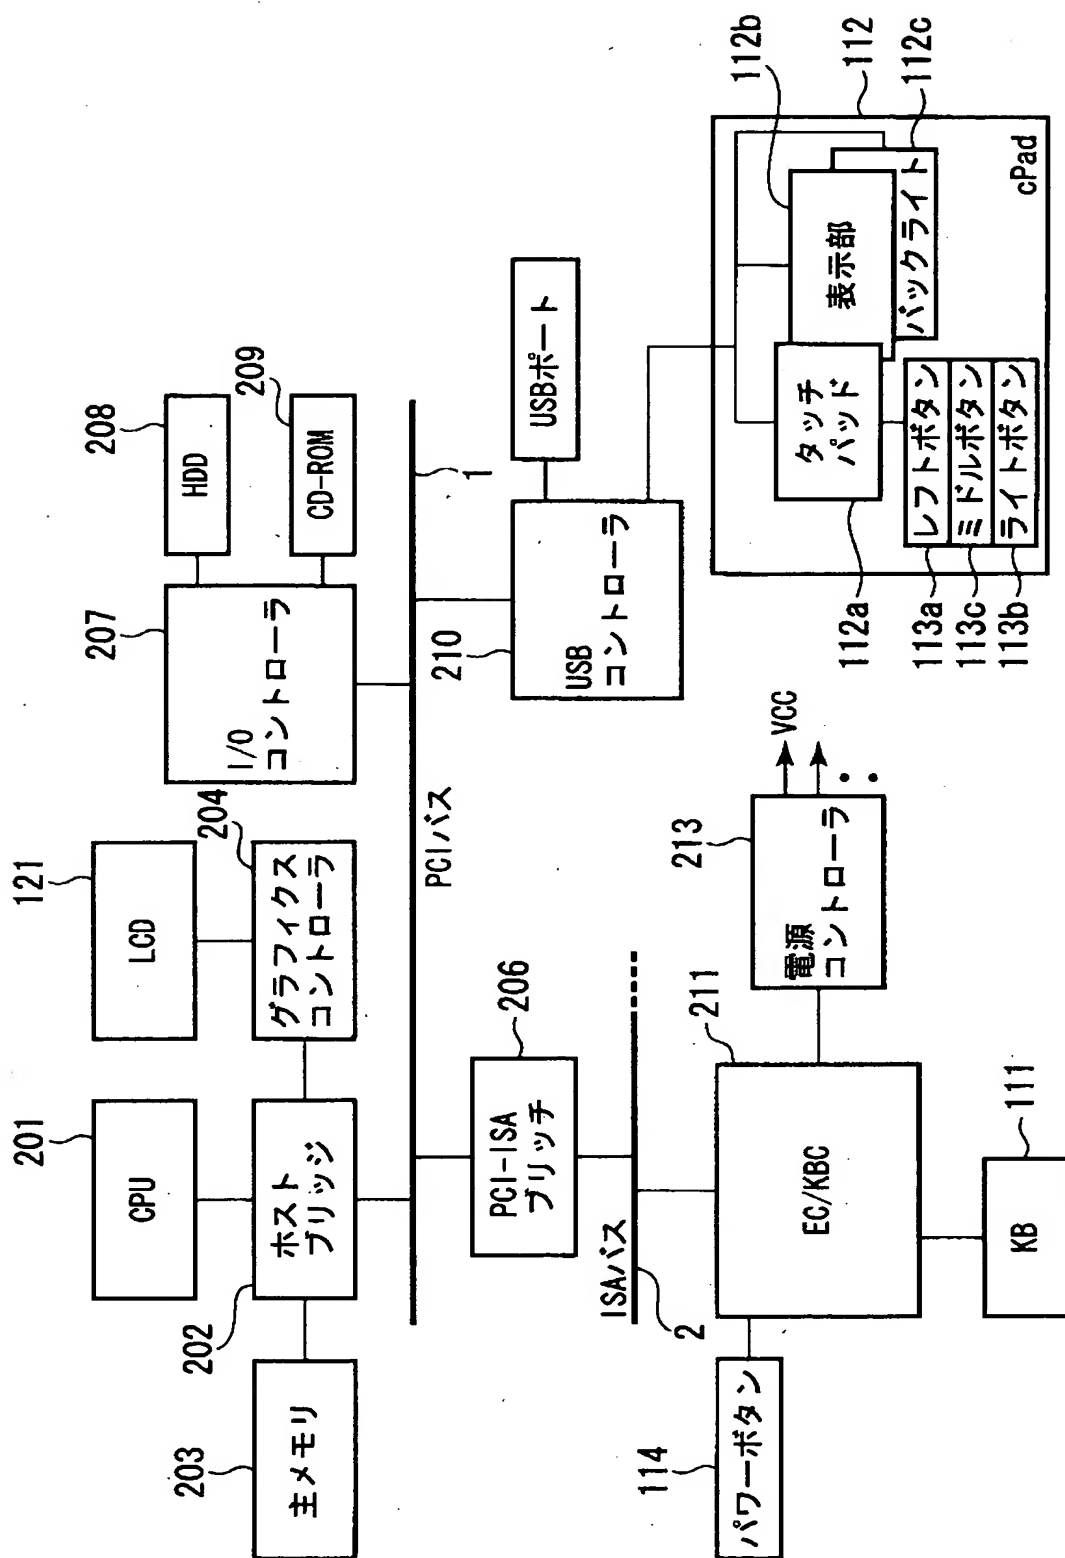 201
CPU
121
LCD
207
I/O
コントローラ
208
HDD
209
CD-ROM
203
主メモリ
202
ホスト
ブリッジ
204
グラフィクス
コントローラ
PCIバス
1
206
PCI-ISA
ブリッチ
210
USB
コントローラ
USBポート
ISAバス
2
114
パワーボタン
211
EC/KBC
213
電源
コントローラ
VCC
111
KB
112b
112
112c
表示部
バックライト
cPad
タッチ
パッド
112a
レフトボタン
ミドルボタン
ライトボタン
113a
113c
113b